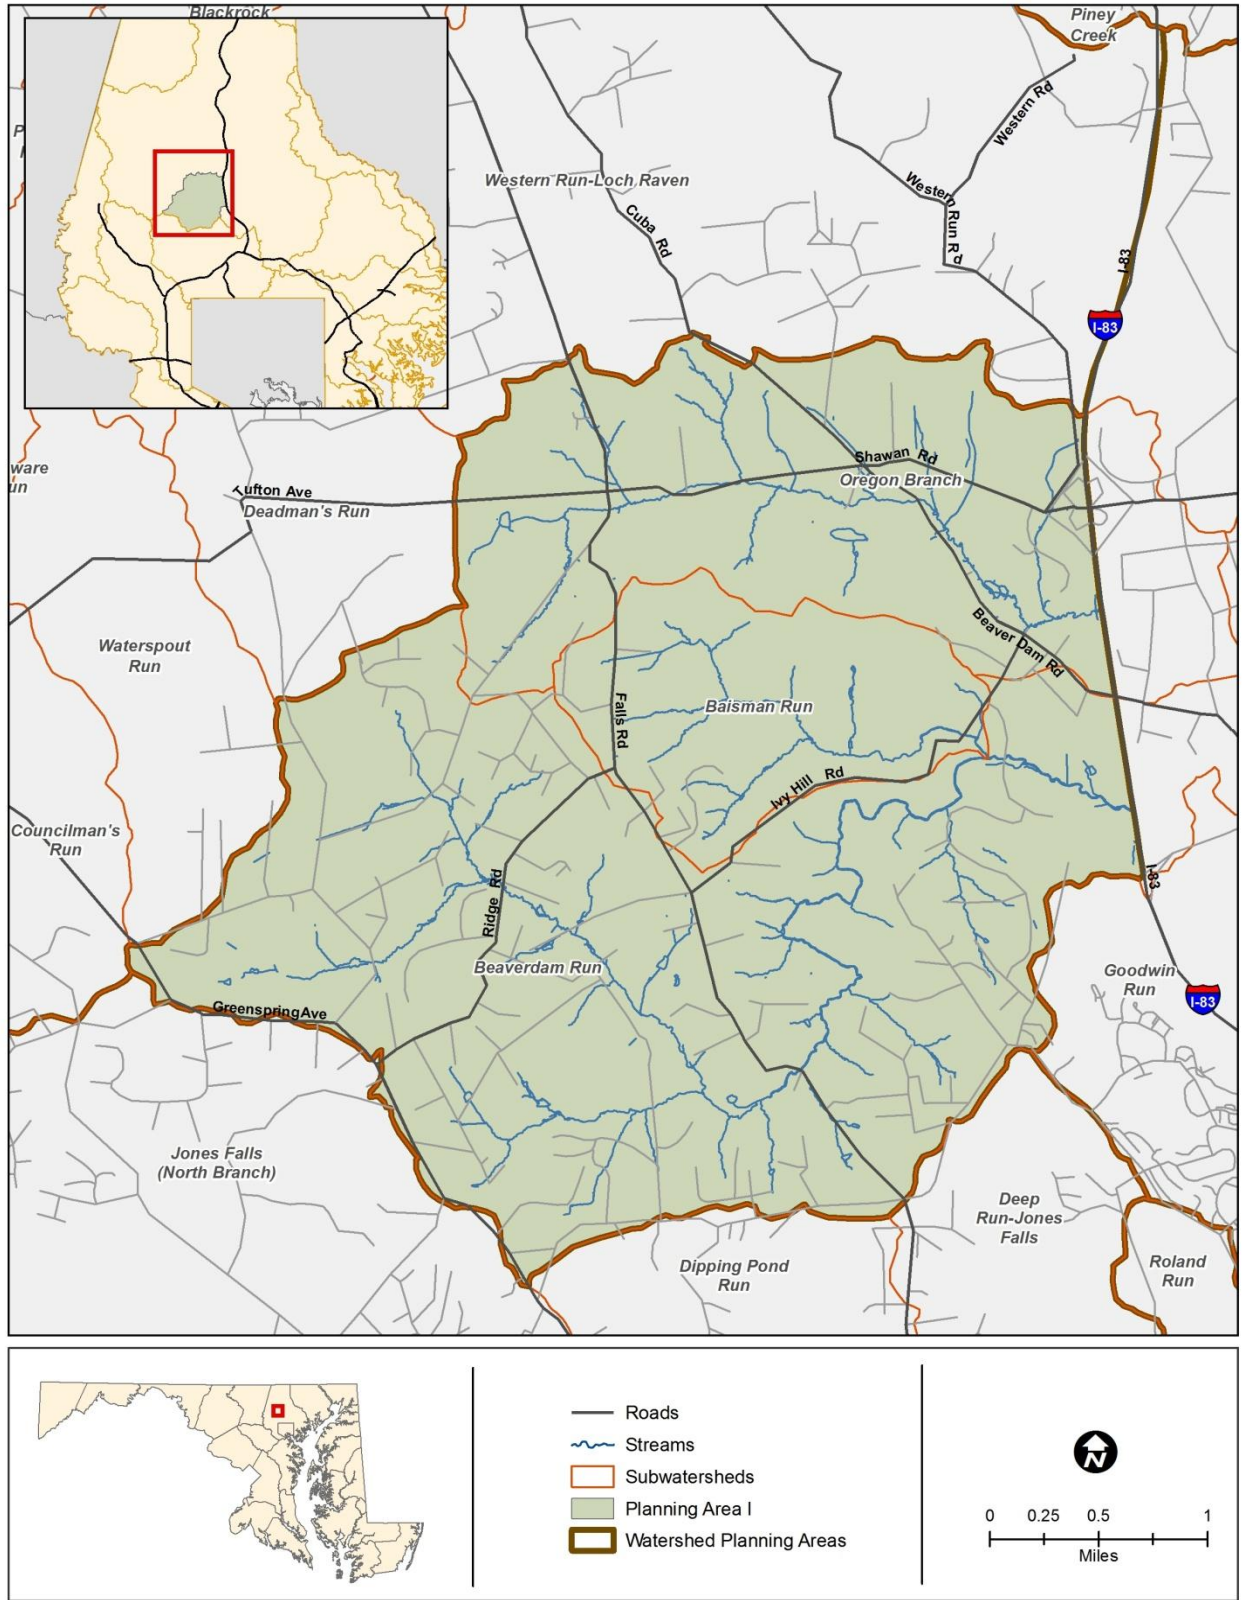 Blackrock
Piney
Creek
Western Rd
Western Run-Loch Raven
Cuba Rd
Western Run Rd
I-83
I-83
Shawan Rd
Oregon Branch
ware
un
Tufton Ave
Deadman's Run
Waterspout
Run
Beaver Dam Rd
Falls Rd
Baisman Run
Ivy Hill Rd
Councilman's
Run
I-83
Ridge Rd
Beaverdam Run
Goodwin
Run
I-83
GreenspringAve
Jones Falls
(North Branch)
Deep
Run-Jones
Falls
Dipping Pond
Run
Roland
Run
Roads
Streams
Subwatersheds
Planning Area I
Watershed Planning Areas
N
0 0.25 0.5 1
Miles